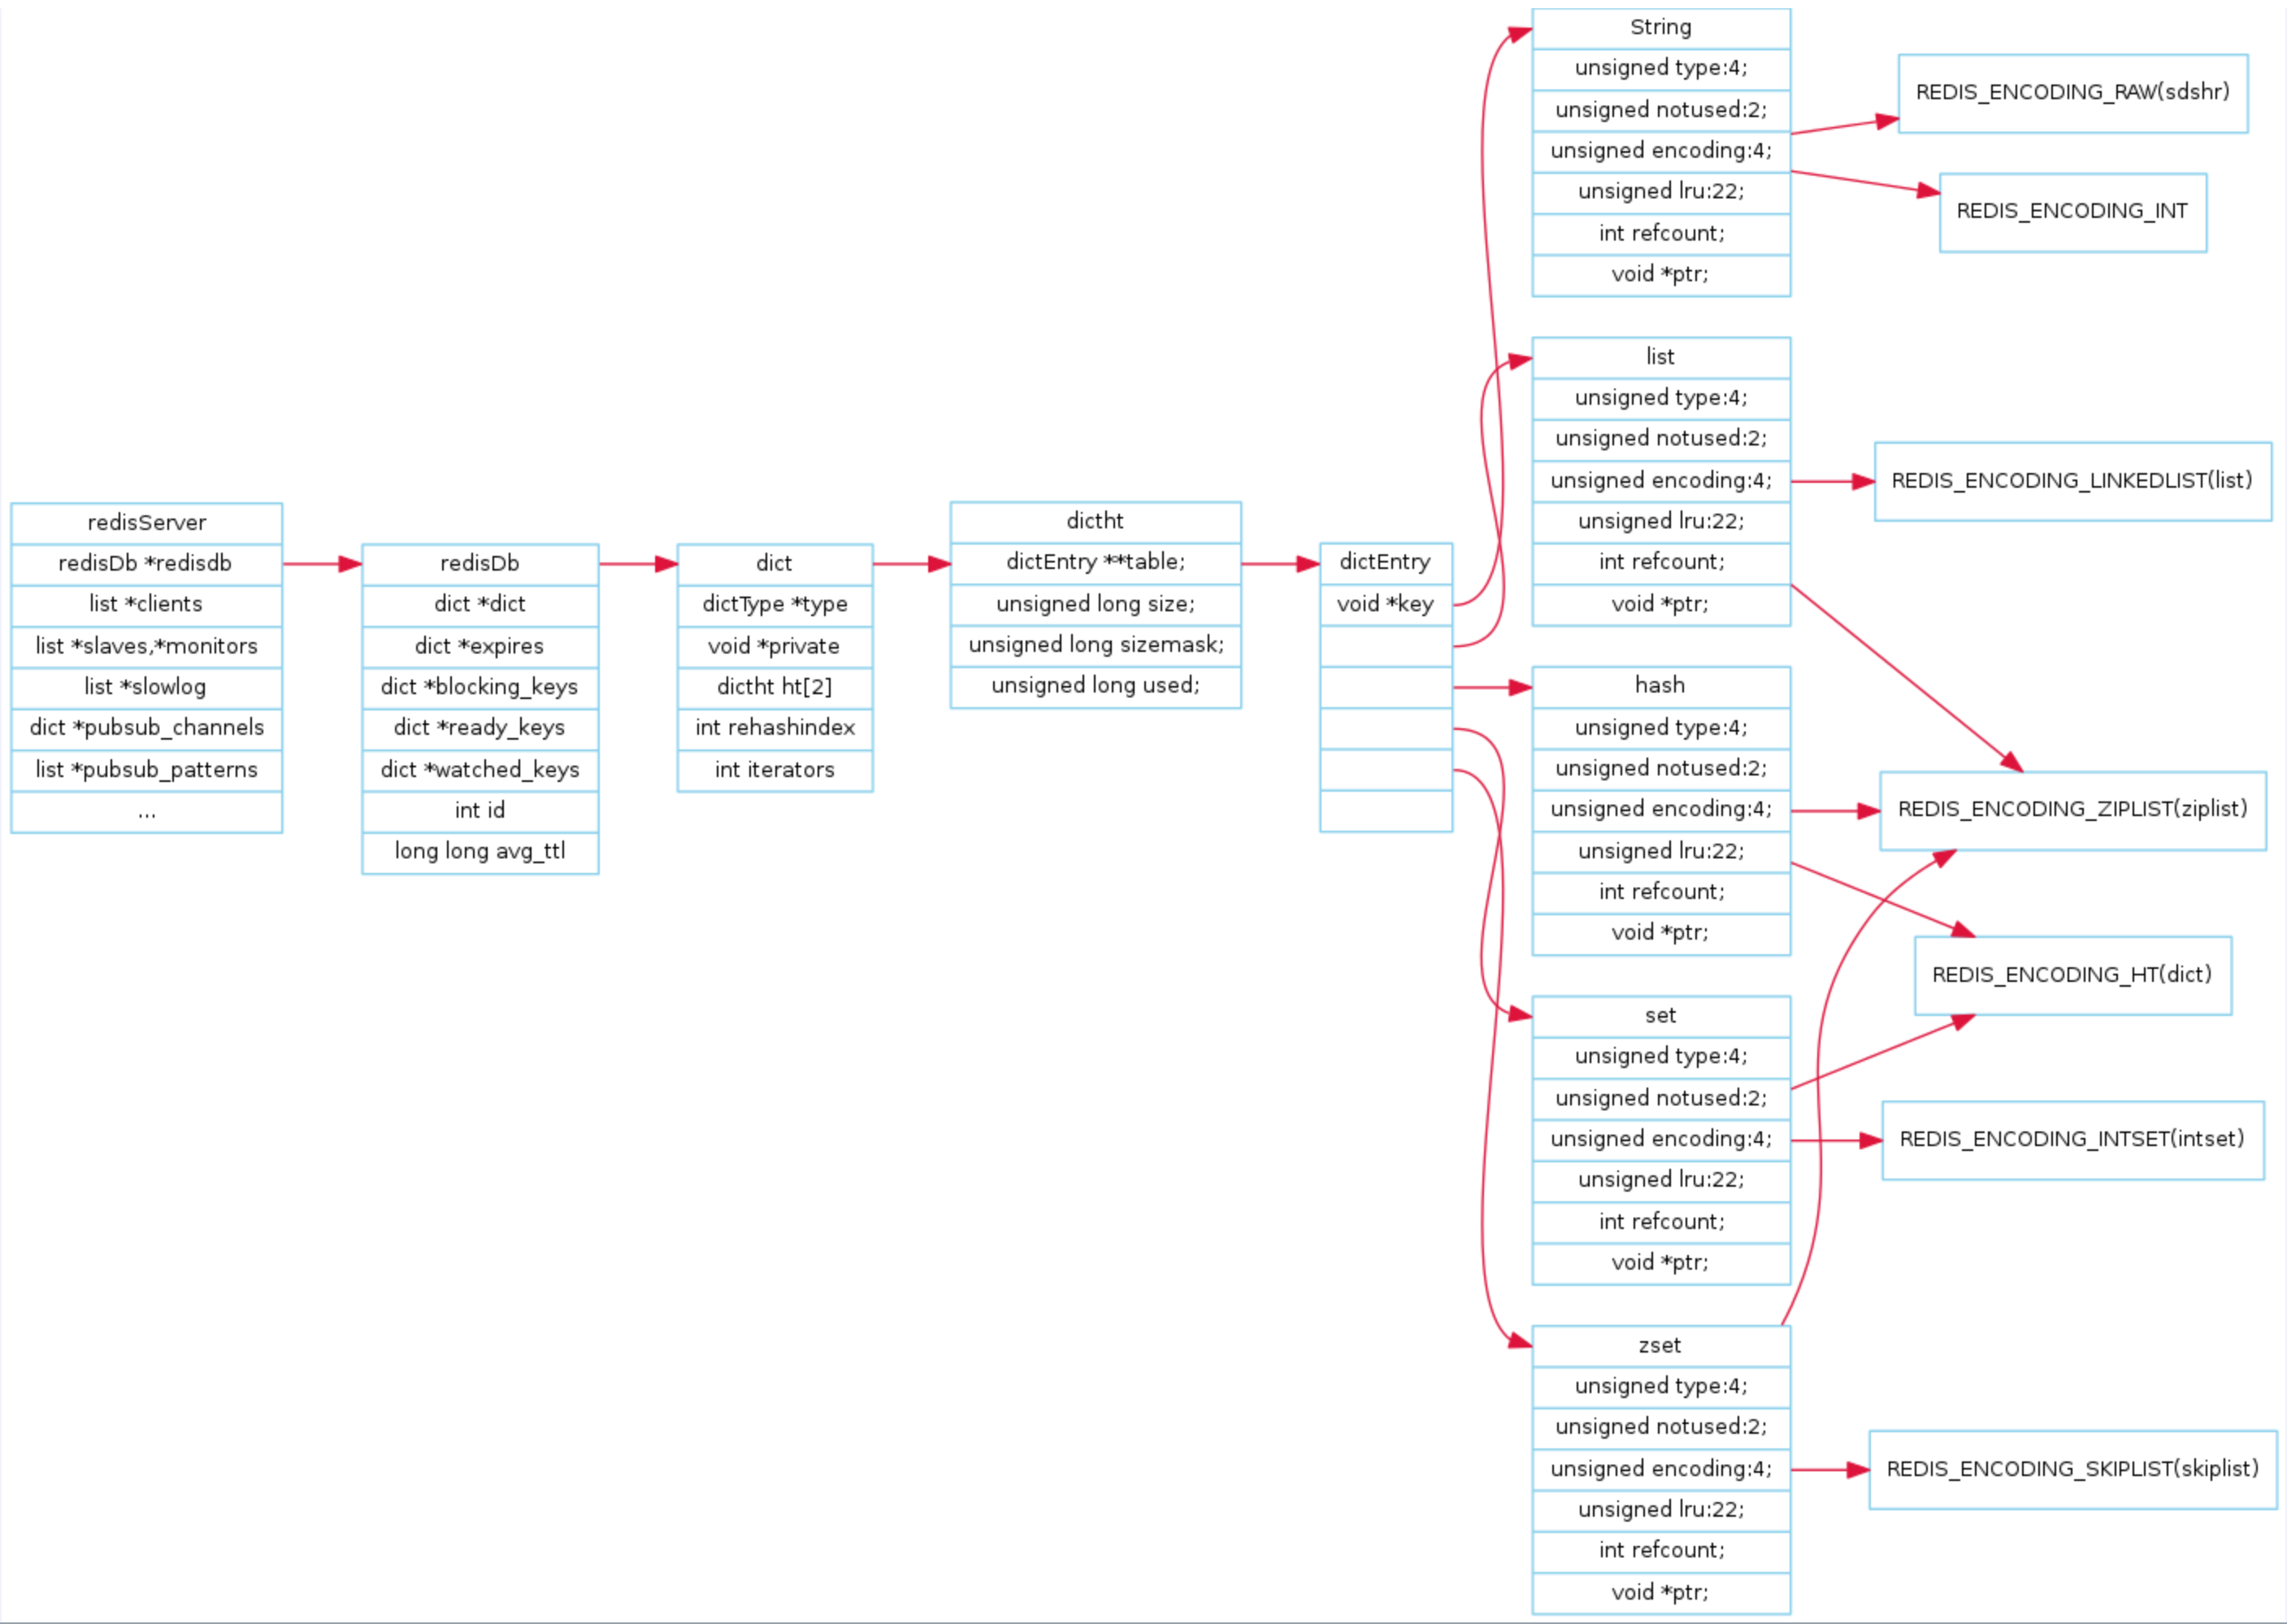 redisServer
redisDb *redisdb
list *clients
list *slaves,*monitors
list *slowlog
dict *pubsub_channels
list *pubsub_patterns
...
redisDb
dict *dict
dict *expires
dict *blocking_keys
dict *ready_keys
dict *watched_keys
int id
long long avg_ttl
dict
dictType *type
void *private
dictht ht[2]
int rehashindex
int iterators
dictht
dictEntry **table;
unsigned long size;
unsigned long sizemask;
unsigned long used;
dictEntry
void *key
String
unsigned type:4;
unsigned notused:2;
unsigned encoding:4;
unsigned lru:22;
int refcount;
void *ptr;
list
unsigned type:4;
unsigned notused:2;
unsigned encoding:4;
unsigned lru:22;
int refcount;
void *ptr;
hash
unsigned type:4;
unsigned notused:2;
unsigned encoding:4;
unsigned lru:22;
int refcount;
void *ptr;
set
unsigned type:4;
unsigned notused:2;
unsigned encoding:4;
unsigned lru:22;
int refcount;
void *ptr;
zset
unsigned type:4;
unsigned notused:2;
unsigned encoding:4;
unsigned lru:22;
int refcount;
void *ptr;
REDIS_ENCODING_RAW(sdshr)
REDIS_ENCODING_INT
REDIS_ENCODING_LINKEDLIST(list)
REDIS_ENCODING_ZIPLIST(ziplist)
REDIS_ENCODING_HT(dict)
REDIS_ENCODING_INTSET(intset)
REDIS_ENCODING_SKIPLIST(skiplist)